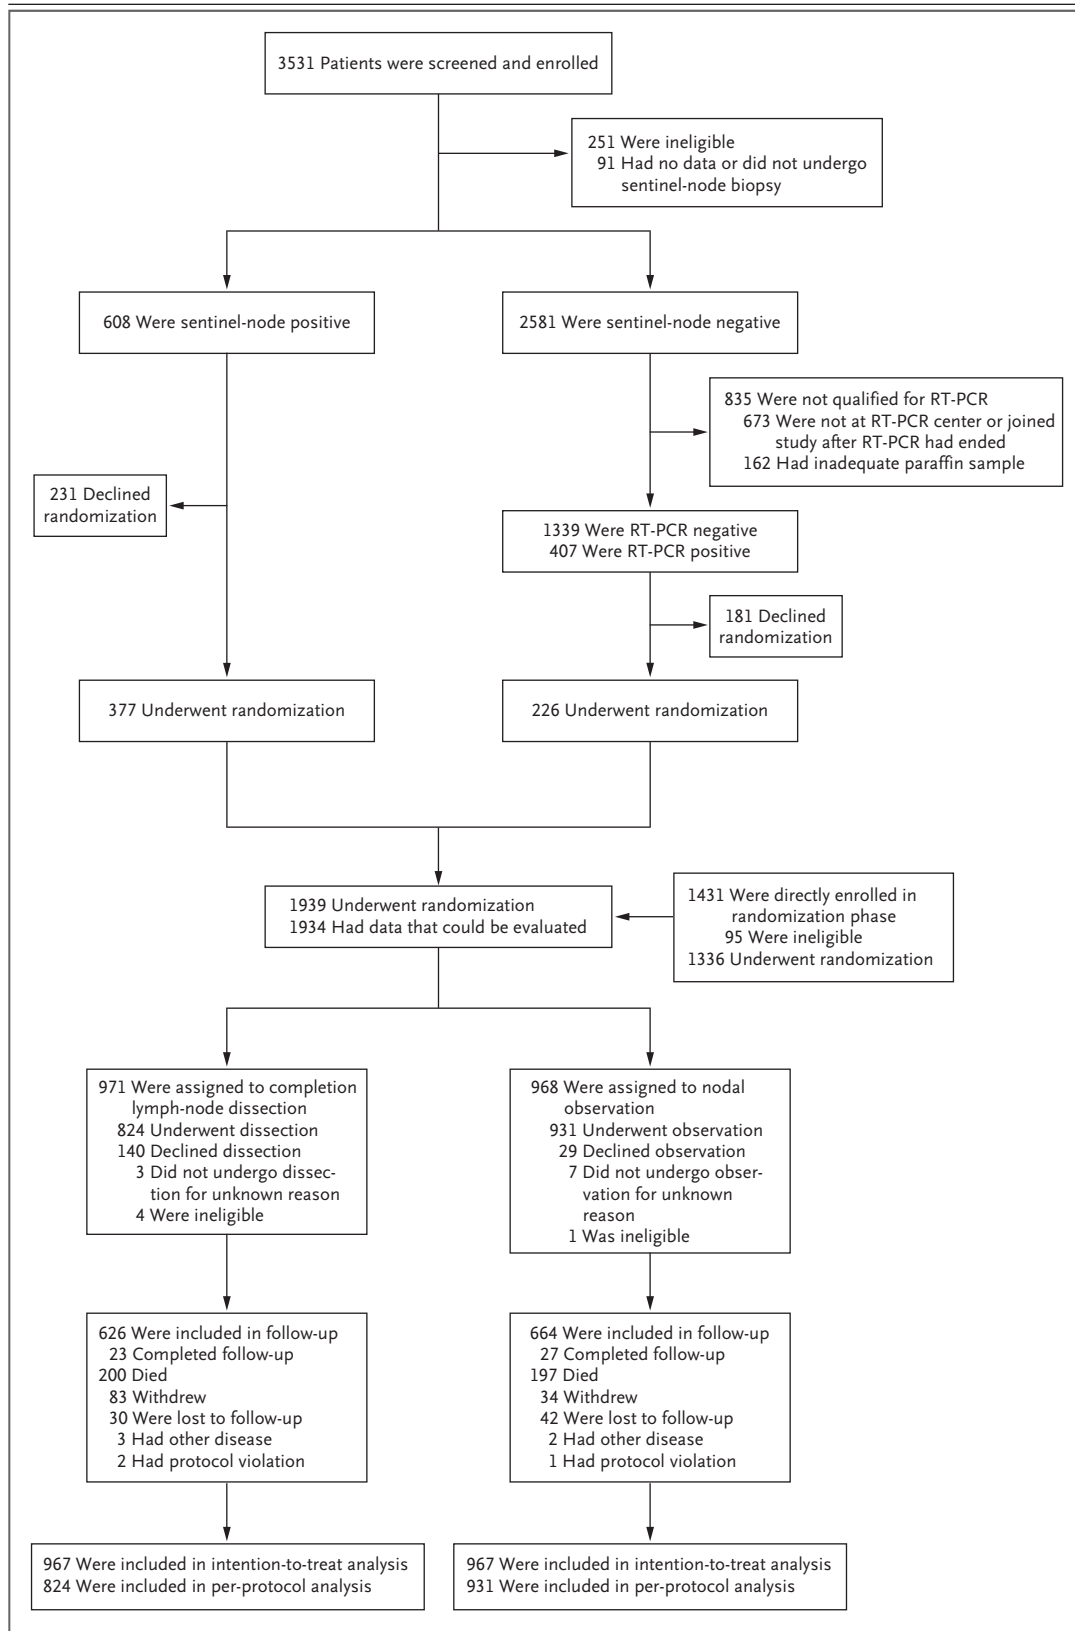 3531 Patients were screened and enrolled
251 Were ineligible
91 Had no data or did not undergo
sentinel-node biopsy
608 Were sentinel-node positive
2581 Were sentinel-node negative
835 Were not qualified for RT-PCR
673 Were not at RT-PCR center or joined
study after RT-PCR had ended
162 Had inadequate paraffin sample
231 Declined
randomization
1339 Were RT-PCR negative
407 Were RT-PCR positive
181 Declined
randomization
377 Underwent randomization
226 Underwent randomization
1939 Underwent randomization
1934 Had data that could be evaluated
1431 Were directly enrolled in
randomization phase
95 Were ineligible
1336 Underwent randomization
971 Were assigned to completion
lymph-node dissection
824 Underwent dissection
140 Declined dissection
3 Did not undergo dissec-
tion for unknown reason
4 Were ineligible
968 Were assigned to nodal
observation
931 Underwent observation
29 Declined observation
7 Did not undergo obser-
vation for unknown
reason
1 Was ineligible
626 Were included in follow-up
23 Completed follow-up
200 Died
83 Withdrew
30 Were lost to follow-up
3 Had other disease
2 Had protocol violation
664 Were included in follow-up
27 Completed follow-up
197 Died
34 Withdrew
42 Were lost to follow-up
2 Had other disease
1 Had protocol violation
967 Were included in intention-to-treat analysis
824 Were included in per-protocol analysis
967 Were included in intention-to-treat analysis
931 Were included in per-protocol analysis